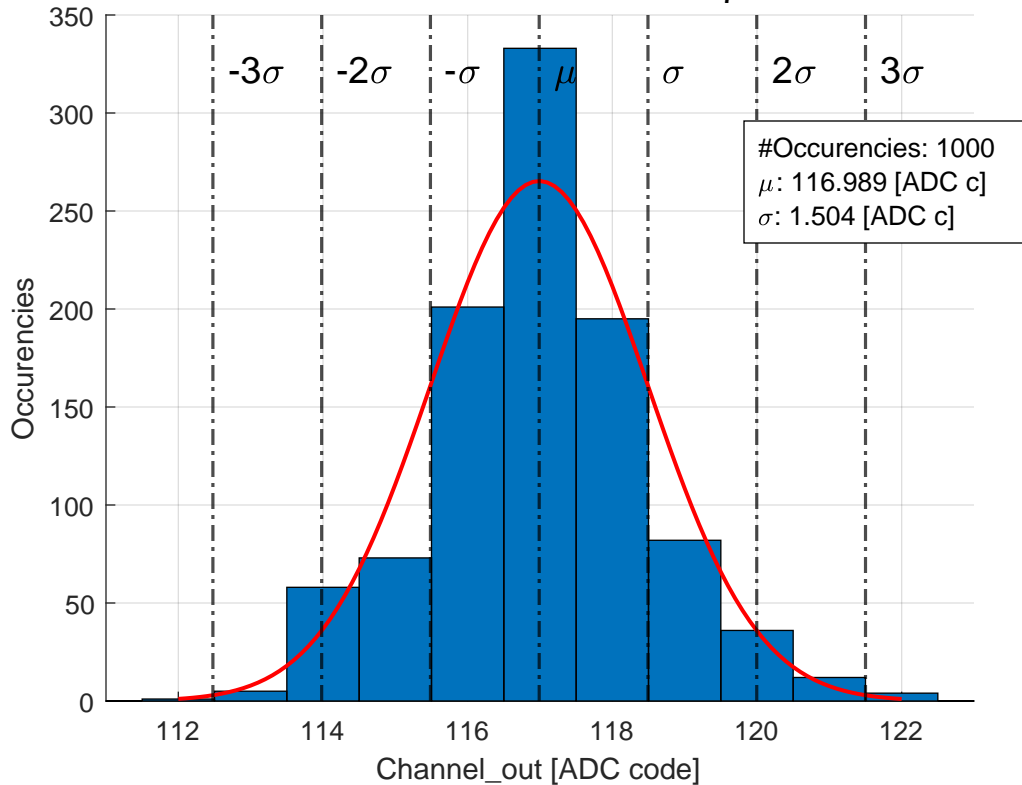 350
300
250
200
150
100
50
0
Occurencies
-3σ -2σ -σ μ σ 2σ 3σ
#Occurencies: 1000
μ: 116.989 [ADC c]
σ: 1.504 [ADC c]
112 114 116 118 120 122
Channel_out [ADC code]